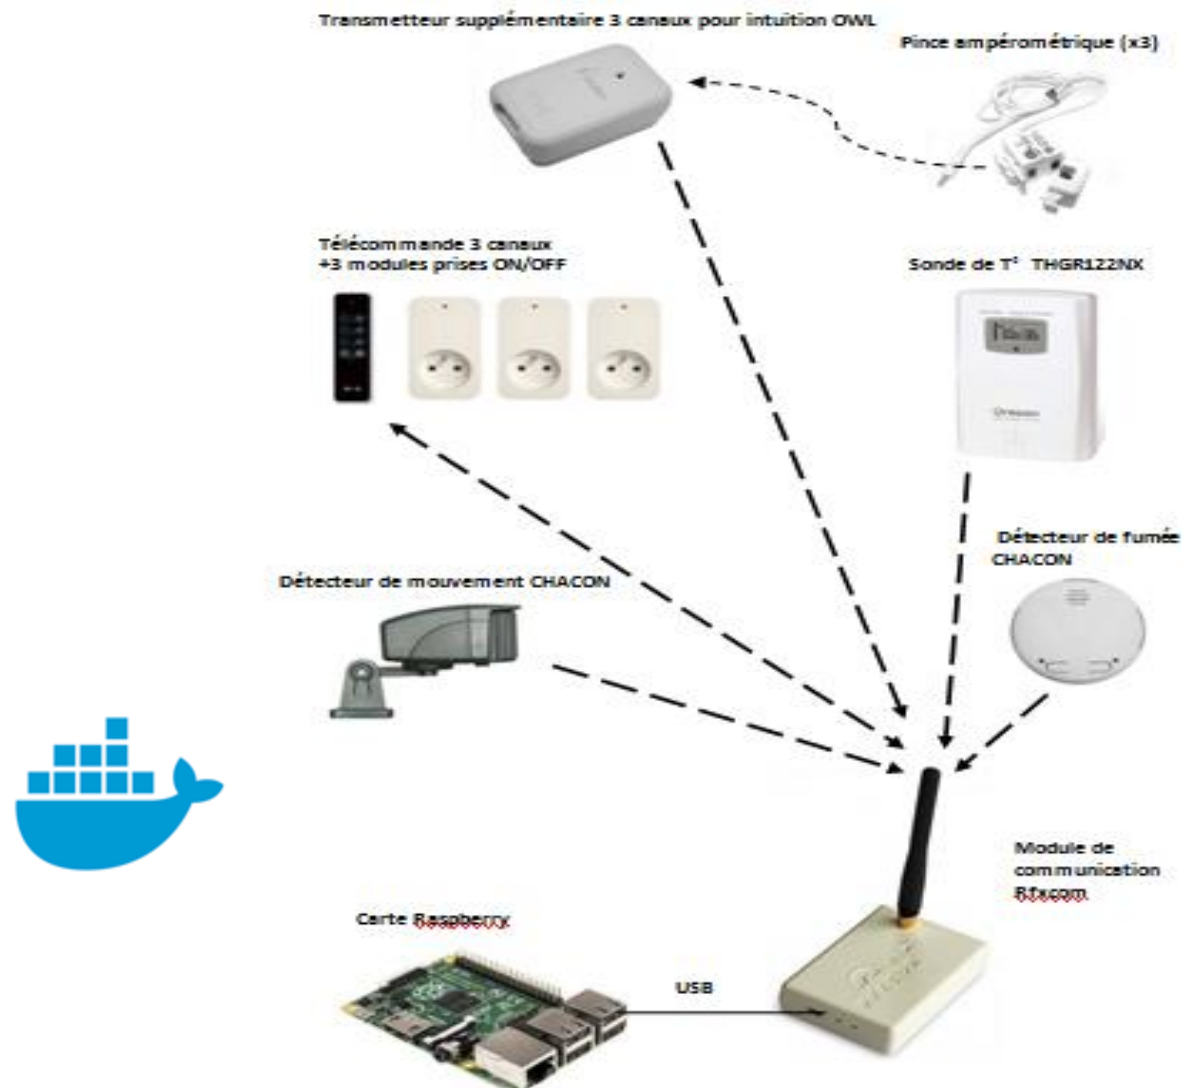 Transmetteur supplémentaire 3 canaux pour intuition OWL
Pince ampérométrique (x3)
Télécommande 3 canaux
+3 modules prises ON/OFF
Sonde de T° THGR122NX
Détecteur de fumée
CHACON
Détecteur de mouvement CHACON
Module de
communication
Rfxcom
Carte Raspberry
USB